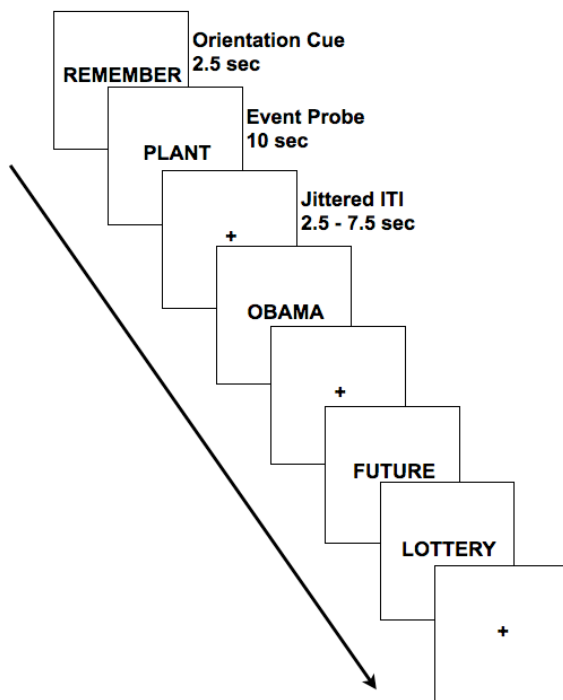 Orientation Cue
2.5 sec
REMEMBER
Event Probe
10 sec
PLANT
Jittered ITI
2.5 - 7.5 sec
+
OBAMA
+
FUTURE
LOTTERY
+